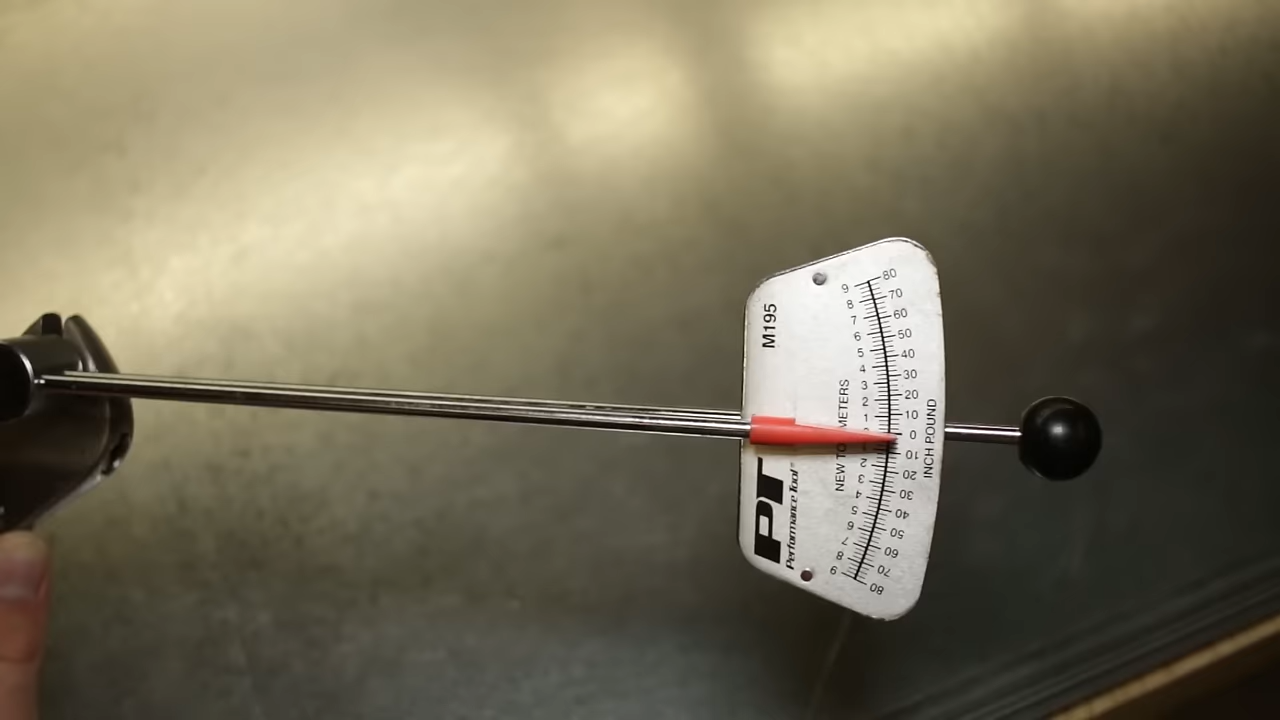 M195
PT
Performance Tool
NEWTO METERS
INCH POUND
9 8 7 6 5 4 3 2 1 1 2 3 4 5 6 7 8 9
80 70 60 50 40 30 20 10 0 10 20 30 40 50 60 70 80